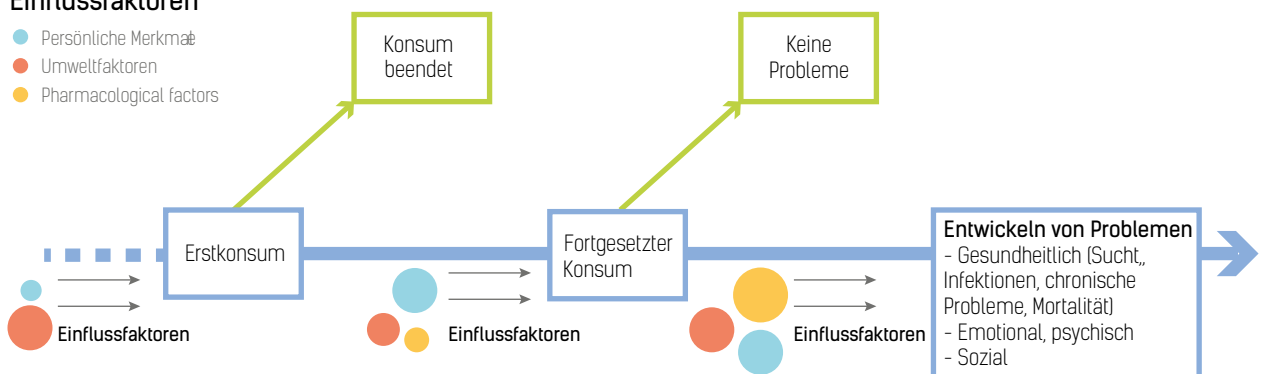 Einflussfaktoren
Persönliche Merkmale
Umweltfaktoren
Pharmacological factors
Konsum
beendet
Keine
Probleme
Erstkonsum
Fortgesetzter
Konsum
Entwickeln von Problemen
- Gesundheitlich (Sucht,,
Infektionen, chronische
Probleme, Mortalität)
- Emotional, psychisch
- Sozial
Einflussfaktoren
Einflussfaktoren
Einflussfaktoren